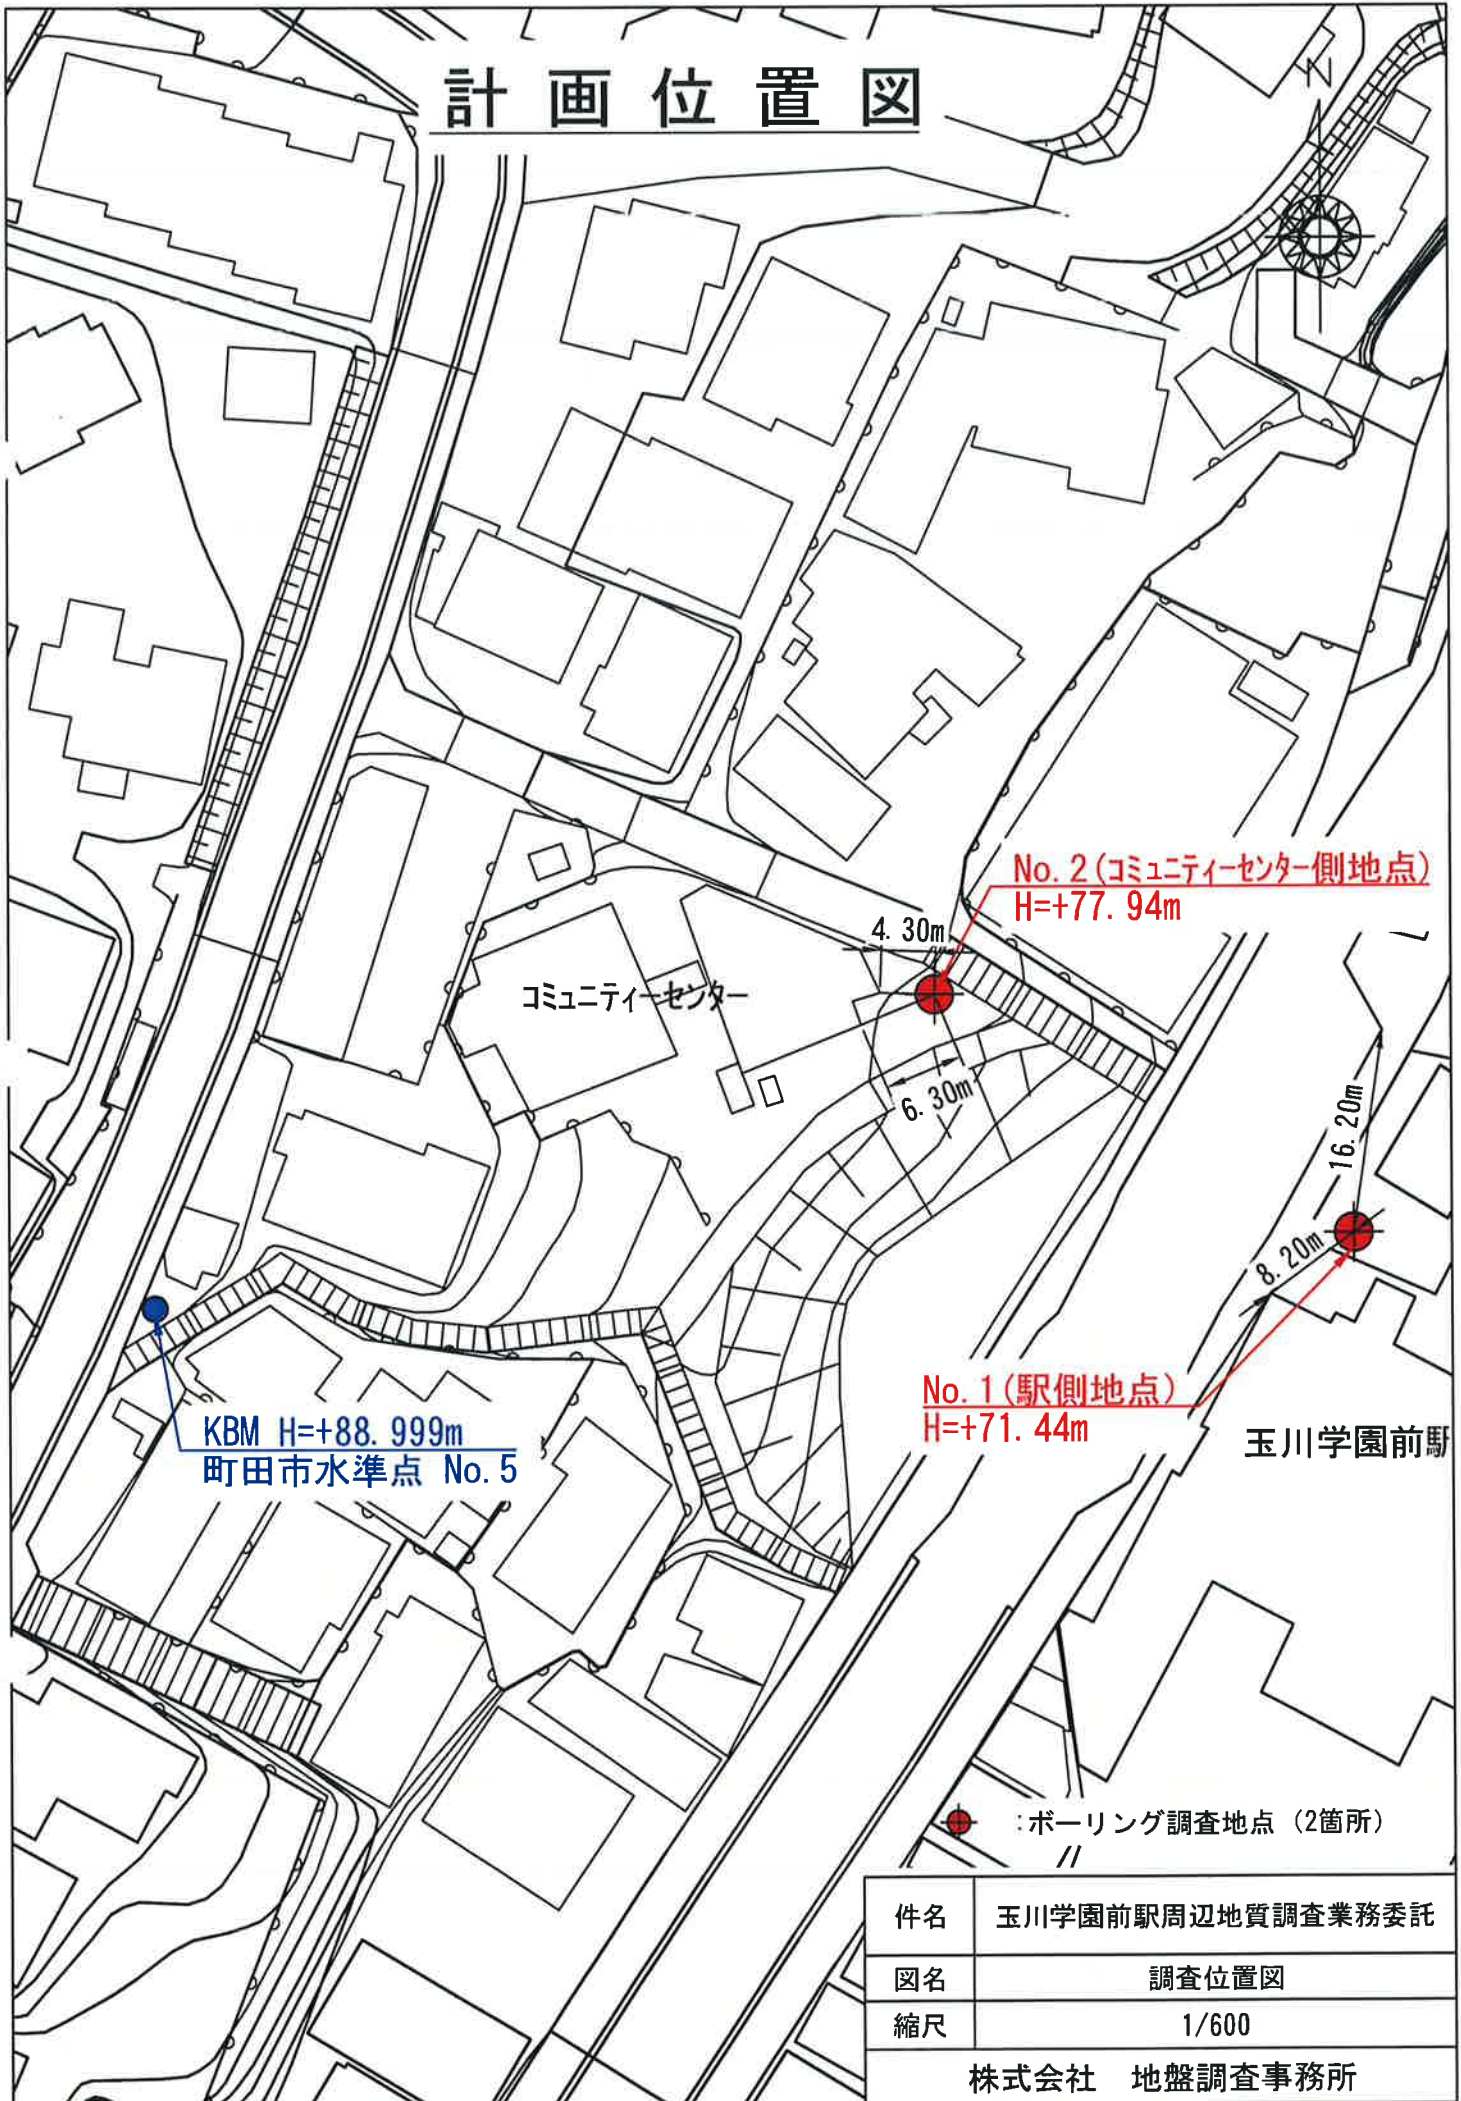 計画位置図
N
No.2(コミュニティーセンター側地点)
H=+77.94m
4.30m
コミュニティーセンター
6.30m
16.20m
8.20m
No.1(駅側地点)
H=+71.44m
玉川学園前駅
KBM H=+88.999m
町田市水準点 No.5
:ボーリング調査地点(2箇所)
件名 玉川学園前駅周辺地質調査業務委託
図名 調査位置図
縮尺 1/600
株式会社 地盤調査事務所